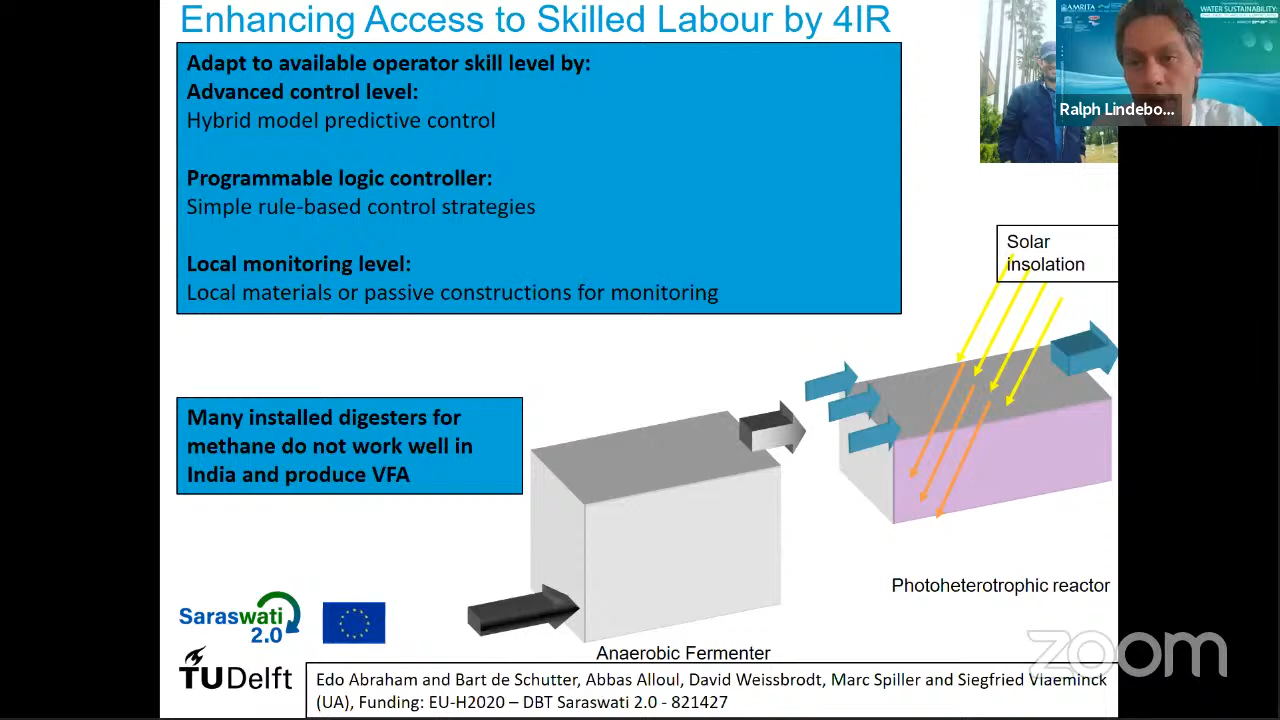 Enhancing Access to Skilled Labour by 4IR
Adapt to available operator skill level by:
Advanced control level:
Hybrid model predictive control
Programmable logic controller:
Simple rule-based control strategies
Local monitoring level:
Local materials or passive constructions for monitoring
AMRITA
WATER SUSTAINABILITY:
Ralph Lindebo...
Solar
insolation
Many installed digesters for
methane do not work well in
India and produce VFA
Photoheterotrophic reactor
Anaerobic Fermenter
Saraswati
2.0
TUDelft
Edo Abraham and Bart de Schutter, Abbas Alloul, David Weissbrodt, Marc Spiller and Siegfried Vlaeminck
(UA), Funding: EU-H2020 – DBT Saraswati 2.0 - 821427
zoom